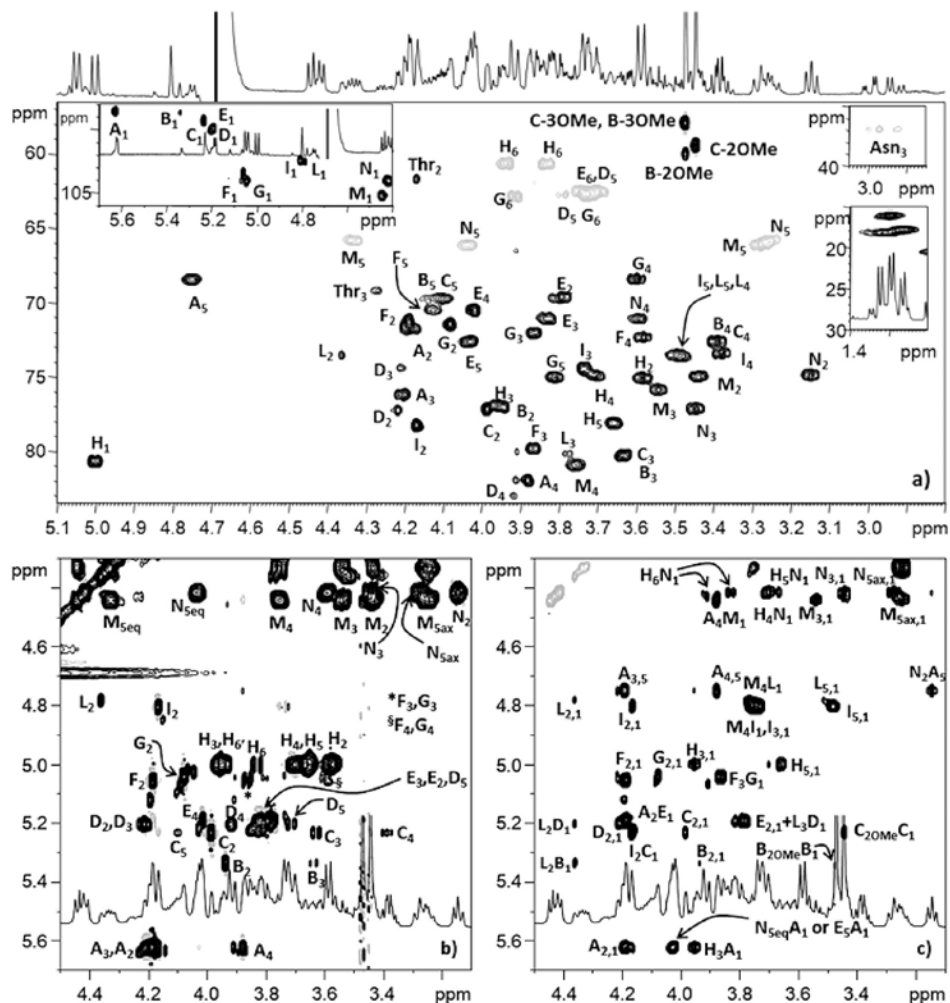 ppm
60
65
70
75
80
ppm
105
A1 B1 E1
C1 D1
F1 G1
I1 L1
N1
M1
5.6 5.4 5.2 5.0 4.8 ppm
C-3OMe, B-3OMe
C-2OMe
B-2OMe
H6 H6
Thr2
E6,D5
G6 D5 G6
Asn3
40
3.0 ppm
ppm
20
25
30
1.4 ppm
M5 N5 M5 N5
A5 Thr3 F5 B5 C5 E4 E2 G4 I5,L5,L4
F2 E3 N4 B4
A2 G2 E5 G3 F4 C4
L2 D3 G5 I3 H2 I4 N2
A3 H3 H4 M3 M2
D2 I2 C2 B2 H5 N3
H1 F3 L3 C3
A4 M4 B3
D4
a)
5.1 5.0 4.9 4.8 4.7 4.6 4.5 4.4 4.3 4.2 4.1 4.0 3.9 3.8 3.7 3.6 3.5 3.4 3.3 3.2 3.1 3.0 ppm
ppm
4.6
4.8
5.0
5.2
5.4
5.6
M5eq N5eq M4 N4 M3 M2 M5ax N2
N3 N5ax
*F3,G3
§F4,G4
L2 I2
G2 H3,H6, H6 H4,H5 H2
F2 * §
E3,E2,D5
D2,D3 E4 D4 D5
C5 C2 C3 C4
B2 B3
A3,A2 A4
b)
4.4 4.2 4.0 3.8 3.6 3.4 ppm
ppm
4.6
4.8
5.0
5.2
5.4
5.6
H6N1 H5N1 N3,1 N5ax,1
A4M1 H4N1 M3,1 M5ax,1
A3,5 A4,5 M4L1 N2A5
L2,1 I2,1 M4I1,I3,1 L5,1 I5,1
F2,1 G2,1 H3,1 F3G1 H5,1
L2D1 D2,1 A2E1 C2,1 E2,1+L3D1 C2OMeC1
I2C1
L2B1 B2,1 B2OMeB1
N5eqA1 or E5A1
A2,1 H3A1
c)
4.4 4.2 4.0 3.8 3.6 3.4 ppm